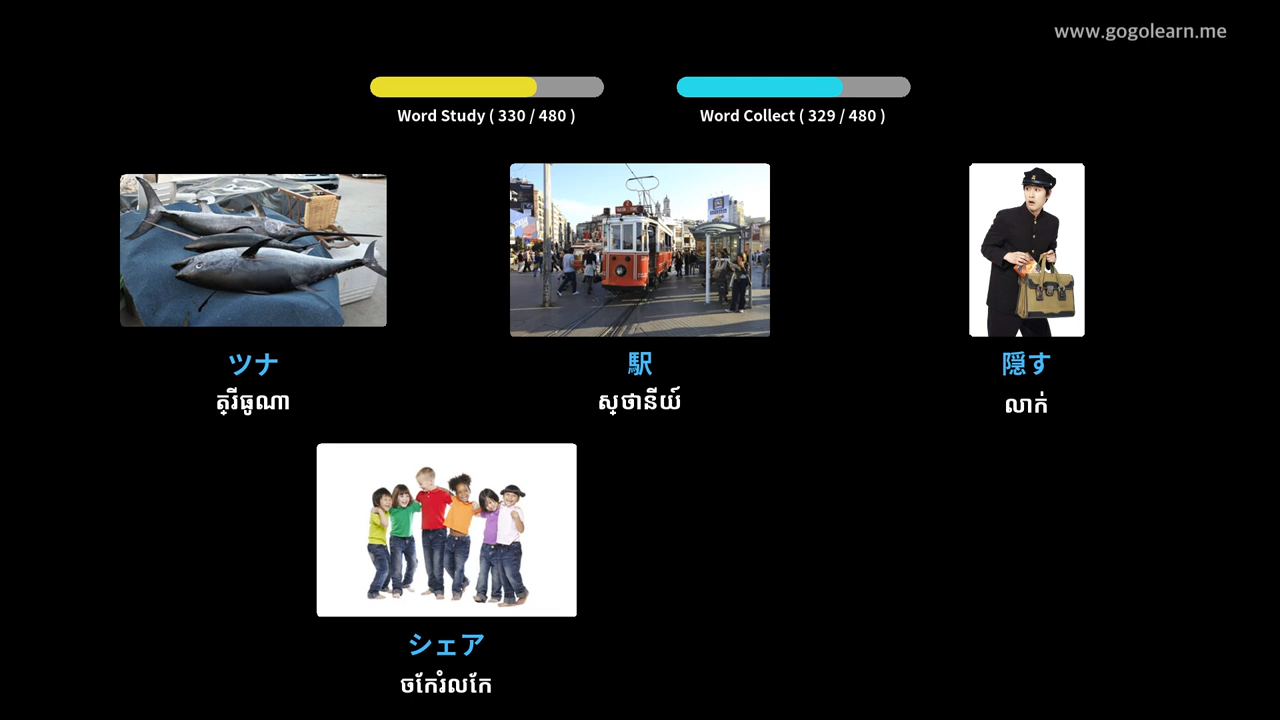 www.gogolearn.me
Word Study ( 330 / 480 )
Word Collect ( 329 / 480 )
ツナ
ត្រីធូណា
駅
ស្ថានីយ៍
隠す
លាក់
シェア
ចែករំលែក